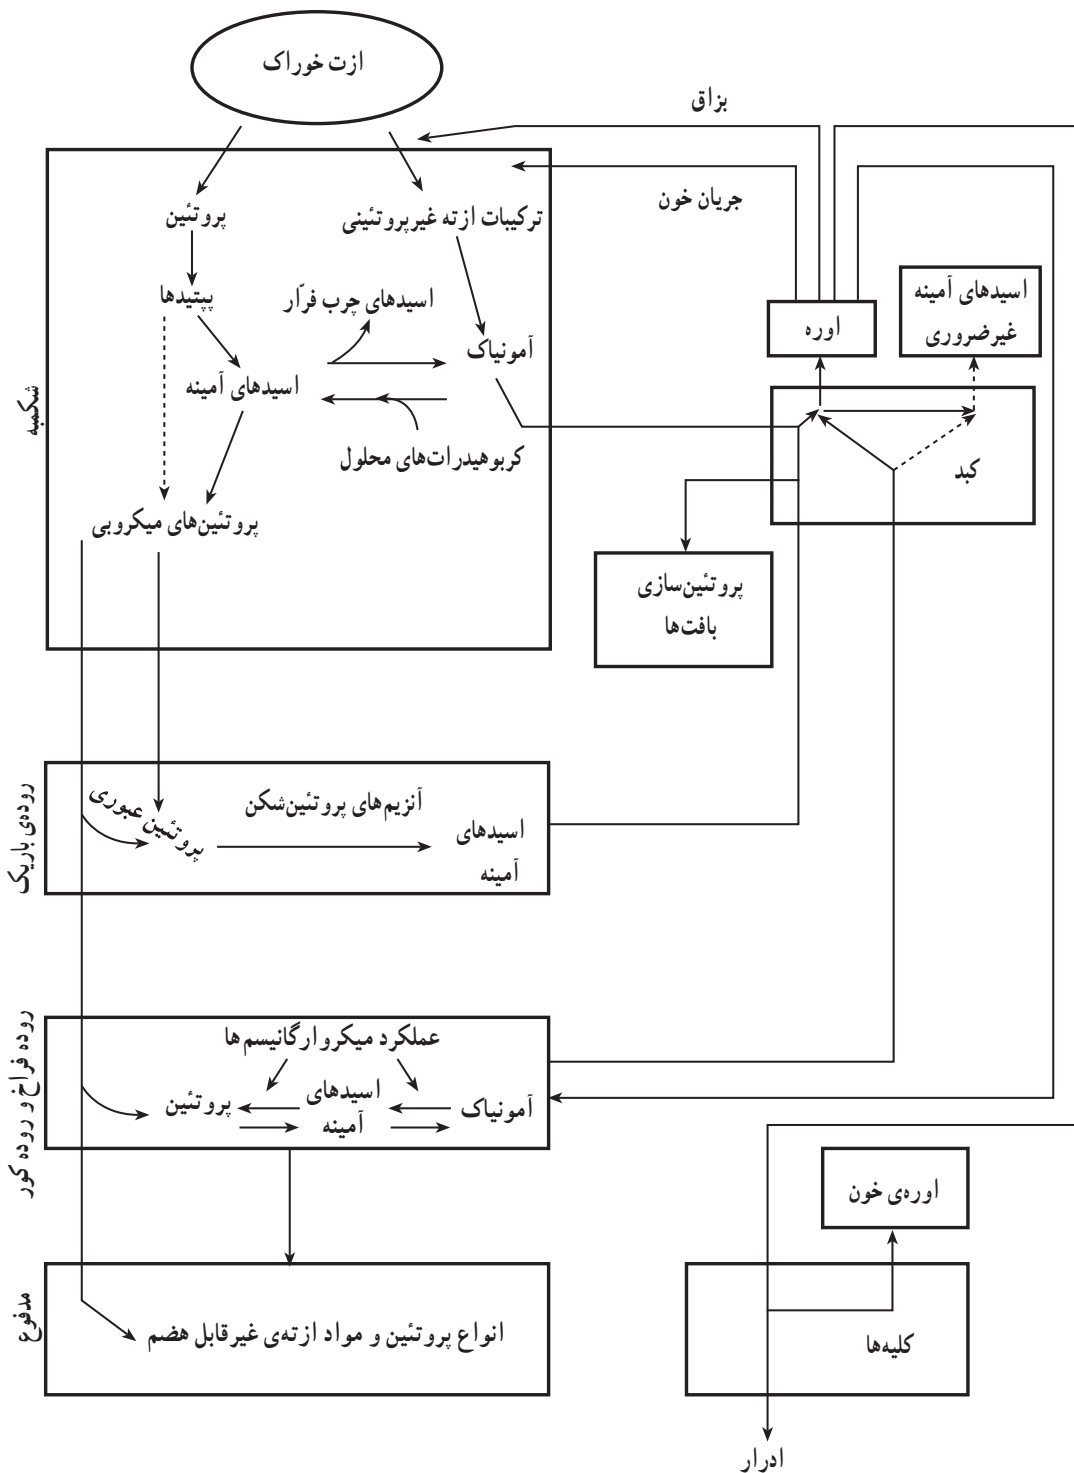 ازت خوراک
بزاق
جریان خون
پروتئین
ترکیبات ازته غیرپروتئینی
پپتیدها
اسیدهای چرب فرّار
آمونیاک
اسیدهای آمینه
کربوهیدرات‌های محلول
پروتئین‌های میکروبی
شکمبه
اوره
اسیدهای آمینه
غیرضروری
کبد
پروتئین‌سازی
بافت‌ها
روده‌ی باریک
پروتئین عبوری
آنزیم‌های پروتئین‌شکن
اسیدهای
آمینه
روده فراخ و روده کور
عملکرد میکروارگانیسم‌ها
پروتئین
اسیدهای
آمینه
آمونیاک
اوره‌ی خون
مدفوع
انواع پروتئین و مواد ازته‌ی غیرقابل هضم
کلیه‌ها
ادرار